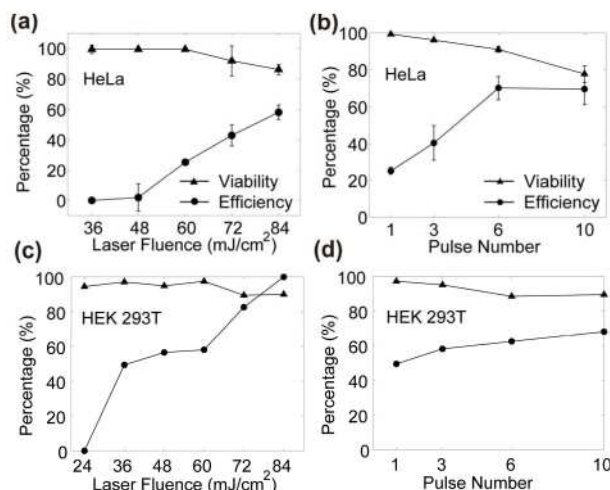 (a)
Percentage (%)
100
80
60
40
20
0
HeLa
Viability
Efficiency
36 48 60 72 84
Laser Fluence (mJ/cm²)
(b)
Percentage (%)
100
80
60
40
20
0
HeLa
Viability
Efficiency
1 3 6 10
Pulse Number
(c)
Percentage (%)
100
80
60
40
20
0
HEK 293T
24 36 48 60 72 84
Laser Fluence (mJ/cm²)
(d)
Percentage (%)
100
80
60
40
20
0
HEK 293T
1 3 6 10
Pulse Number